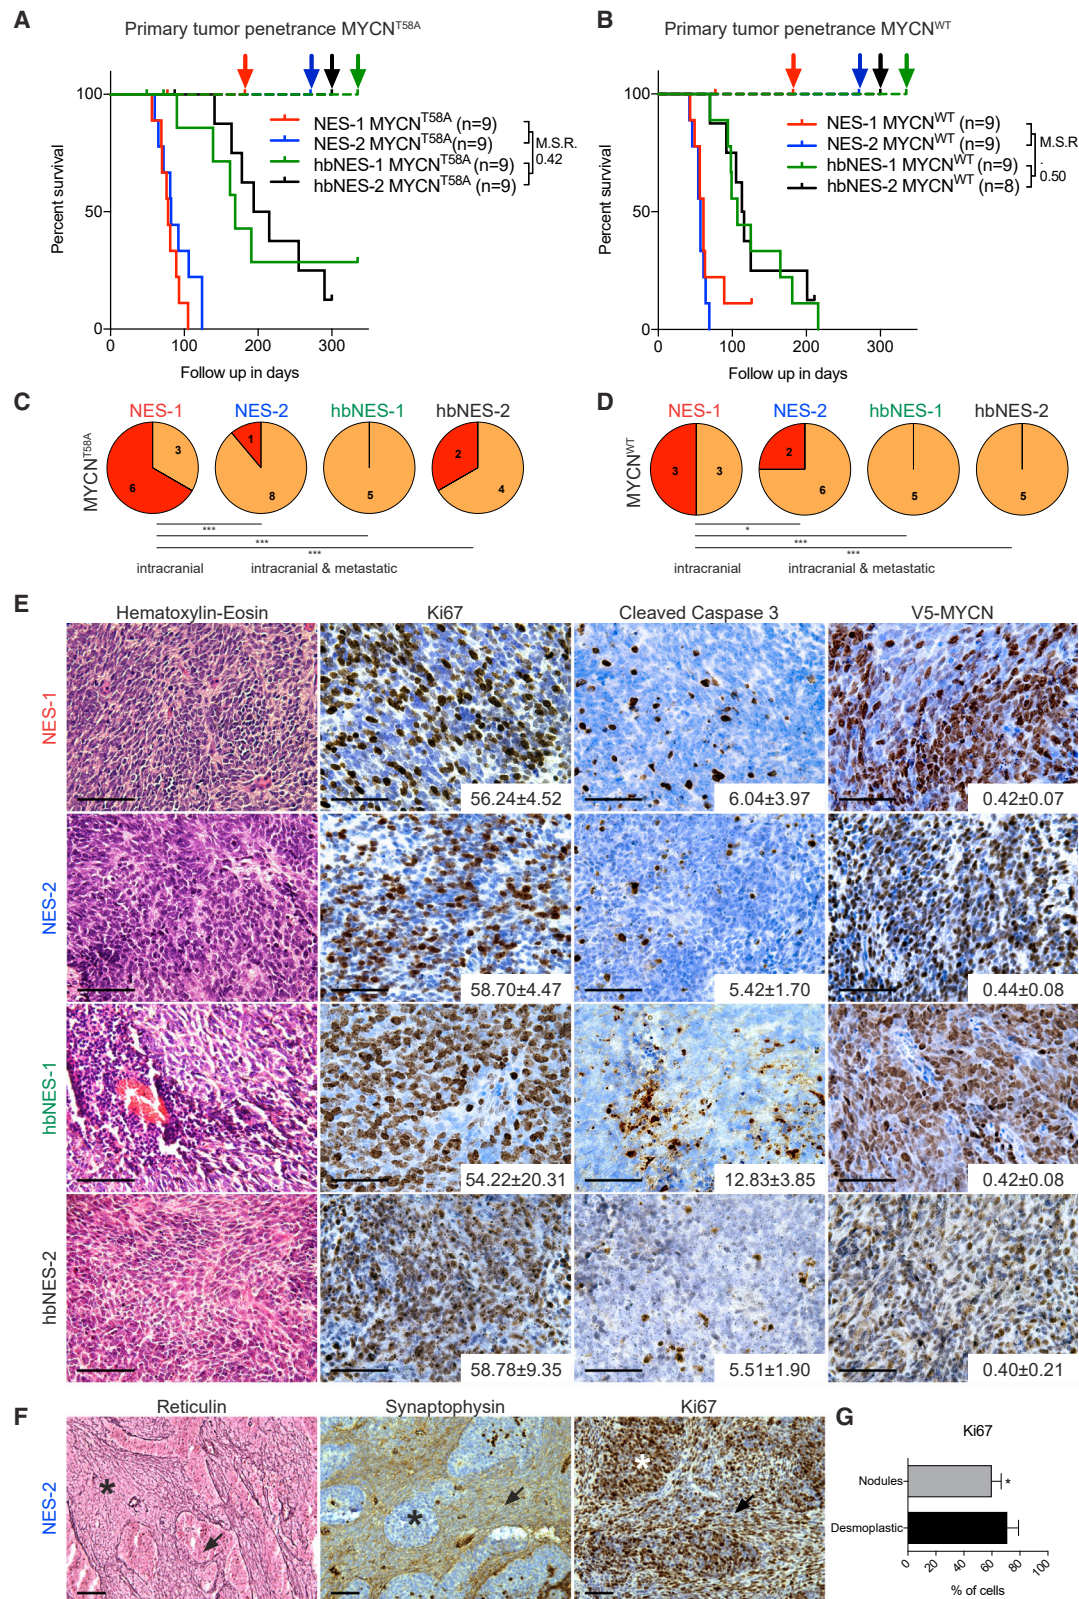 A
Primary tumor penetrance MYCN^T58A
Percent survival
100
50
0
0 100 200 300
Follow up in days
NES-1 MYCN^T58A (n=9)
NES-2 MYCN^T58A (n=9)
hbNES-1 MYCN^T58A (n=9)
hbNES-2 MYCN^T58A (n=9)
M.S.R.
0.42
B
Primary tumor penetrance MYCN^WT
Percent survival
100
50
0
0 100 200 300
Follow up in days
NES-1 MYCN^WT (n=9)
NES-2 MYCN^WT (n=9)
hbNES-1 MYCN^WT (n=9)
hbNES-2 MYCN^WT (n=8)
M.S.R
.
0.50
C
MYCN^T58A
NES-1 NES-2 hbNES-1 hbNES-2
3
6
1
8
5
2
4
***
***
***
intracranial intracranial & metastatic
D
MYCN^WT
NES-1 NES-2 hbNES-1 hbNES-2
3
3
2
6
5
5
*
***
***
intracranial intracranial & metastatic
E
Hematoxylin-Eosin Ki67 Cleaved Caspase 3 V5-MYCN
NES-1
56.24±4.52 6.04±3.97 0.42±0.07
NES-2
58.70±4.47 5.42±1.70 0.44±0.08
hbNES-1
54.22±20.31 12.83±3.85 0.42±0.08
hbNES-2
58.78±9.35 5.51±1.90 0.40±0.21
F
Reticulin Synaptophysin Ki67
NES-2
* * *
G
Ki67
Nodules
*
Desmoplastic
0 20 40 60 80 100
% of cells